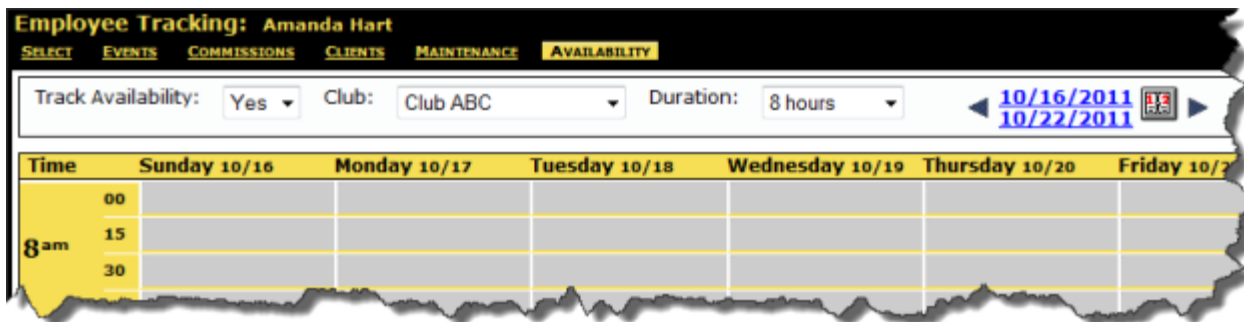 Employee Tracking: Amanda Hart
SELECT EVENTS COMMISSIONS CLIENTS MAINTENANCE AVAILABILITY
Track Availability: Yes Club: Club ABC Duration: 8 hours 10/16/2011
10/22/2011
Time Sunday 10/16 Monday 10/17 Tuesday 10/18 Wednesday 10/19 Thursday 10/20 Friday
00
8am 15
30